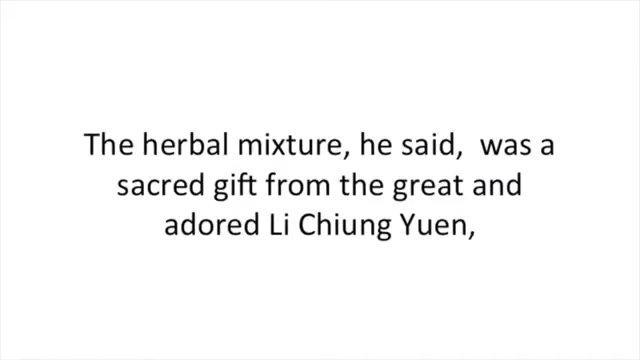 The herbal mixture, he said,  was a
sacred gift from the great and
adored Li Chiung Yuen,